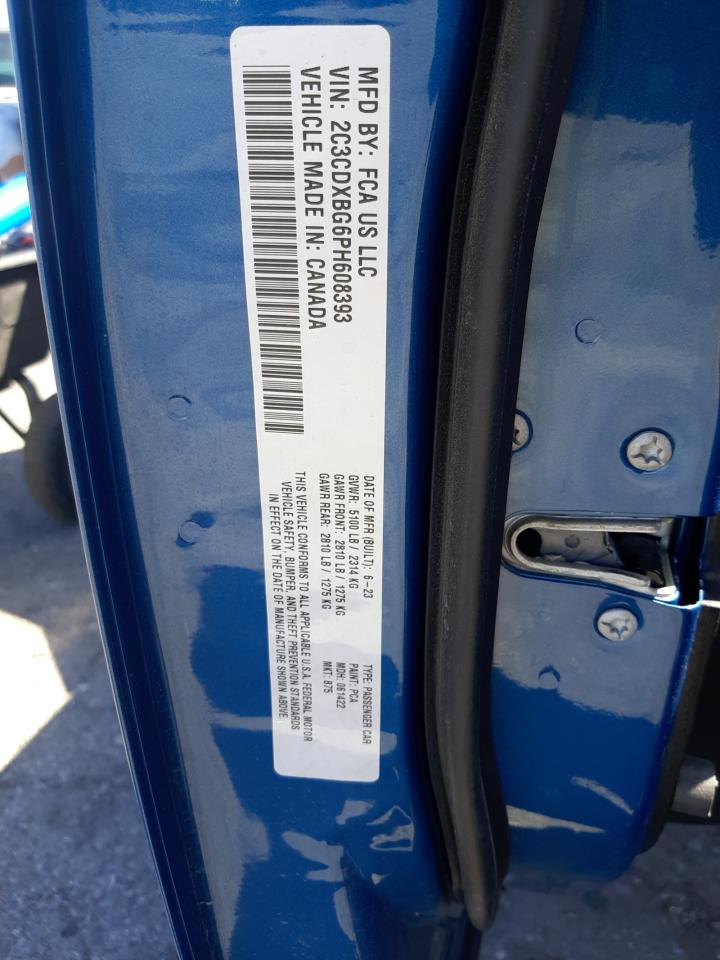 MFD BY: FCA US LLC
VIN: 2C3CDXBG6PH608393
VEHICLE MADE IN: CANADA
DATE OF MFR (BUILT): 6-23
GVWR: 5100 LB / 2314 KG
GAWR FRONT: 2810 LB / 1275 KG
GAWR REAR: 2810 LB / 1275 KG
TYPE: PASSENGER CAR
PAINT: PCA
MDH: 061422
MKT: 875
THIS VEHICLE CONFORMS TO ALL APPLICABLE U.S.A. FEDERAL MOTOR
VEHICLE SAFETY, BUMPER, AND THEFT PREVENTION STANDARDS
IN EFFECT ON THE DATE OF MANUFACTURE SHOWN ABOVE: